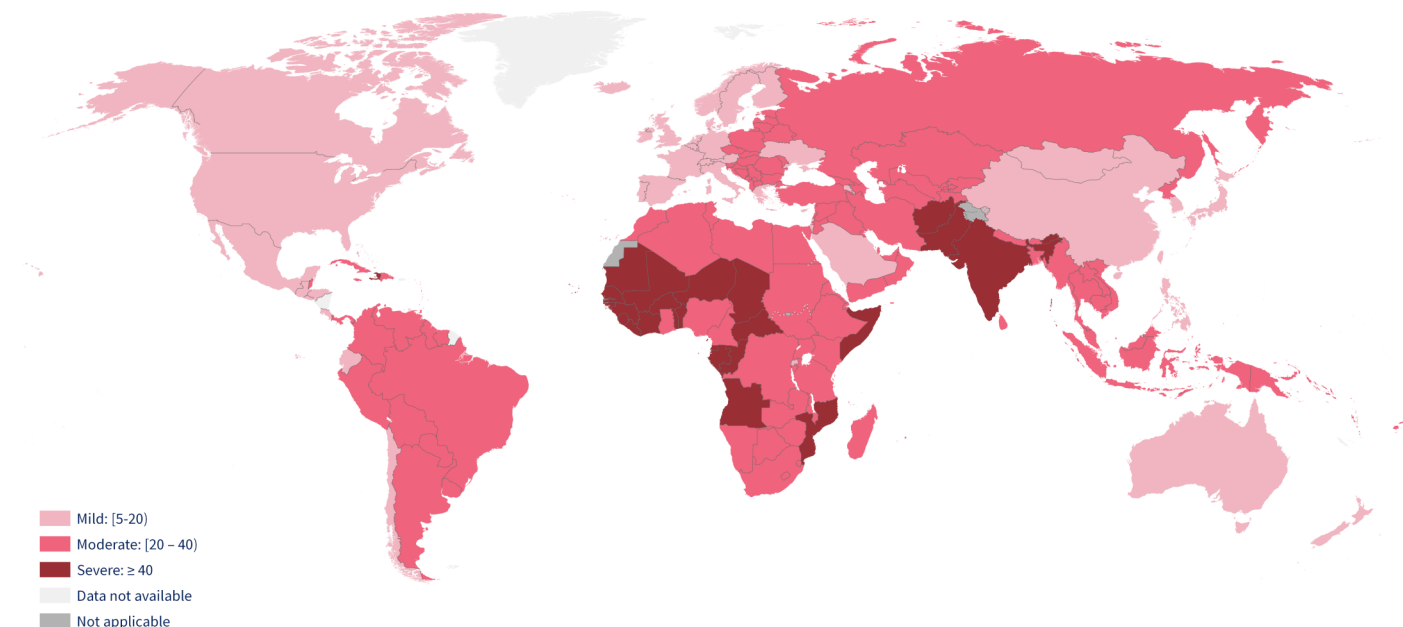 Mild: [5-20)
Moderate: [20 – 40)
Severe: ≥ 40
Data not available
Not applicable